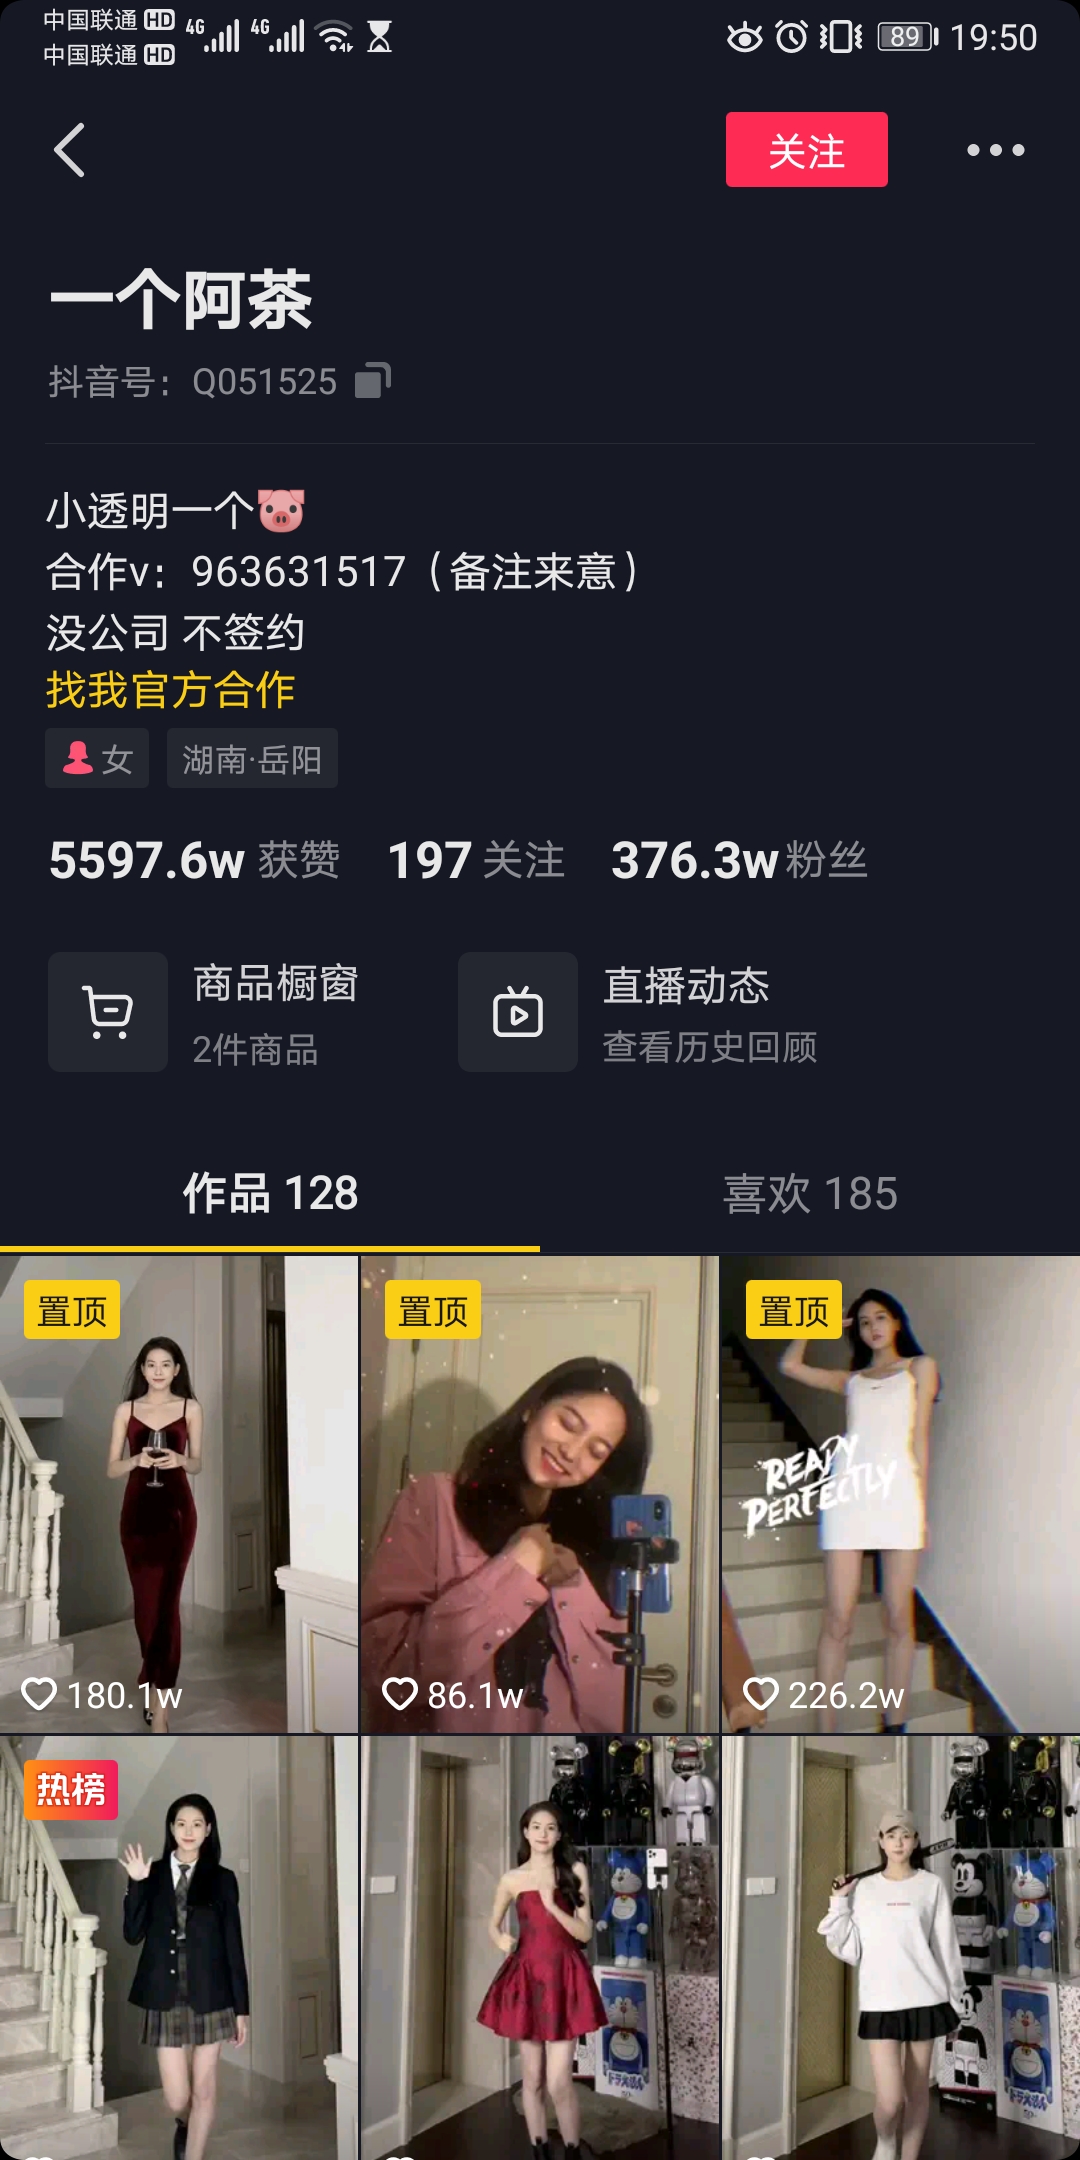 中国联通 HD 4G 4G 89 19:50
中国联通 HD
关注
一个阿茶
抖音号：Q051525
小透明一个
合作v：963631517（备注来意）
没公司 不签约
找我官方合作
女 湖南·岳阳
5597.6w 获赞 197 关注 376.3w 粉丝
商品橱窗 直播动态
2件商品 查看历史回顾
作品 128 喜欢 185
置顶 置顶 置顶
READY
PERFECTLY
180.1w 86.1w 226.2w
热榜